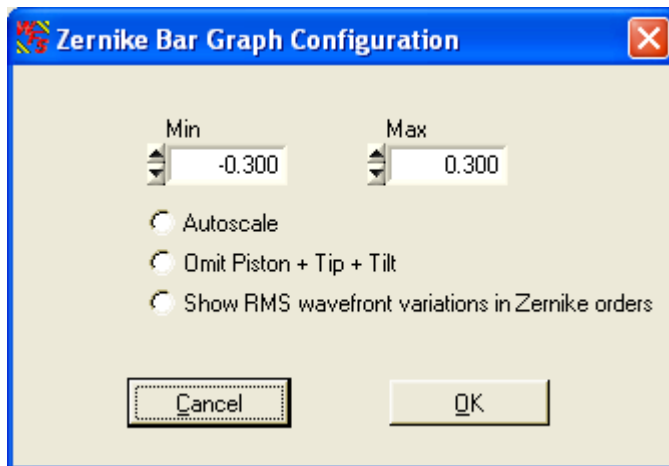 Zernike Bar Graph Configuration
Min Max
-0.300 0.300
Autoscale
Omit Piston + Tip + Tilt
Show RMS wavefront variations in Zernike orders
Cancel OK